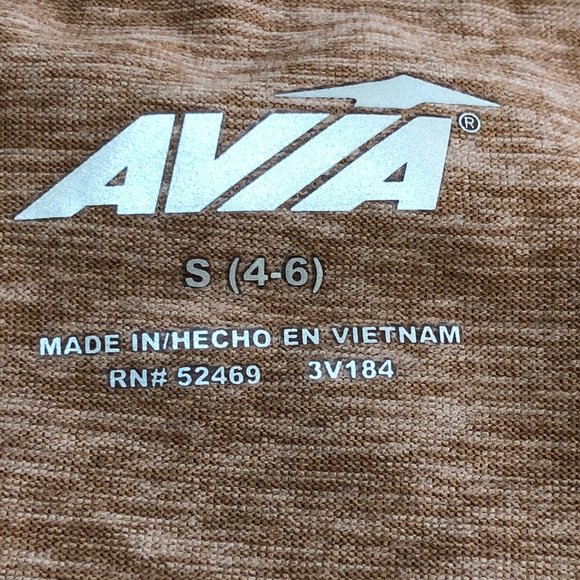 AVIA®
S (4-6)
MADE IN/HECHO EN VIETNAM
RN# 52469 3V184